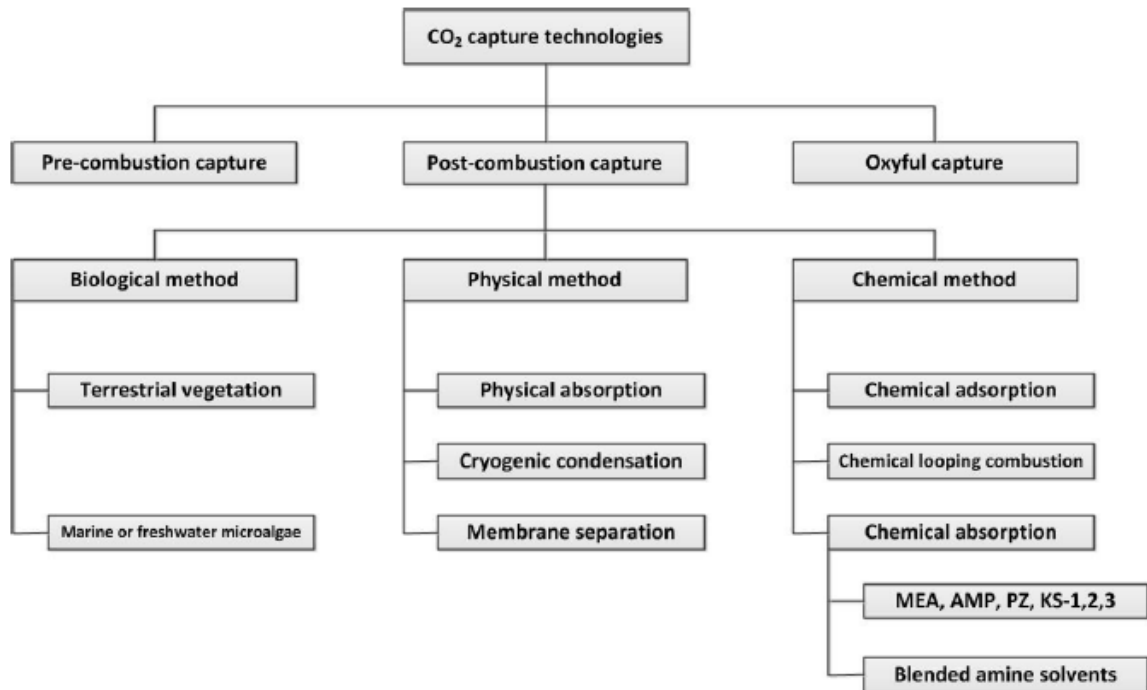 CO₂ capture technologies
Pre-combustion capture
Post-combustion capture
Oxyful capture
Biological method
Physical method
Chemical method
Terrestrial vegetation
Physical absorption
Chemical adsorption
Cryogenic condensation
Chemical looping combustion
Marine or freshwater microalgae
Membrane separation
Chemical absorption
MEA, AMP, PZ, KS-1,2,3
Blended amine solvents